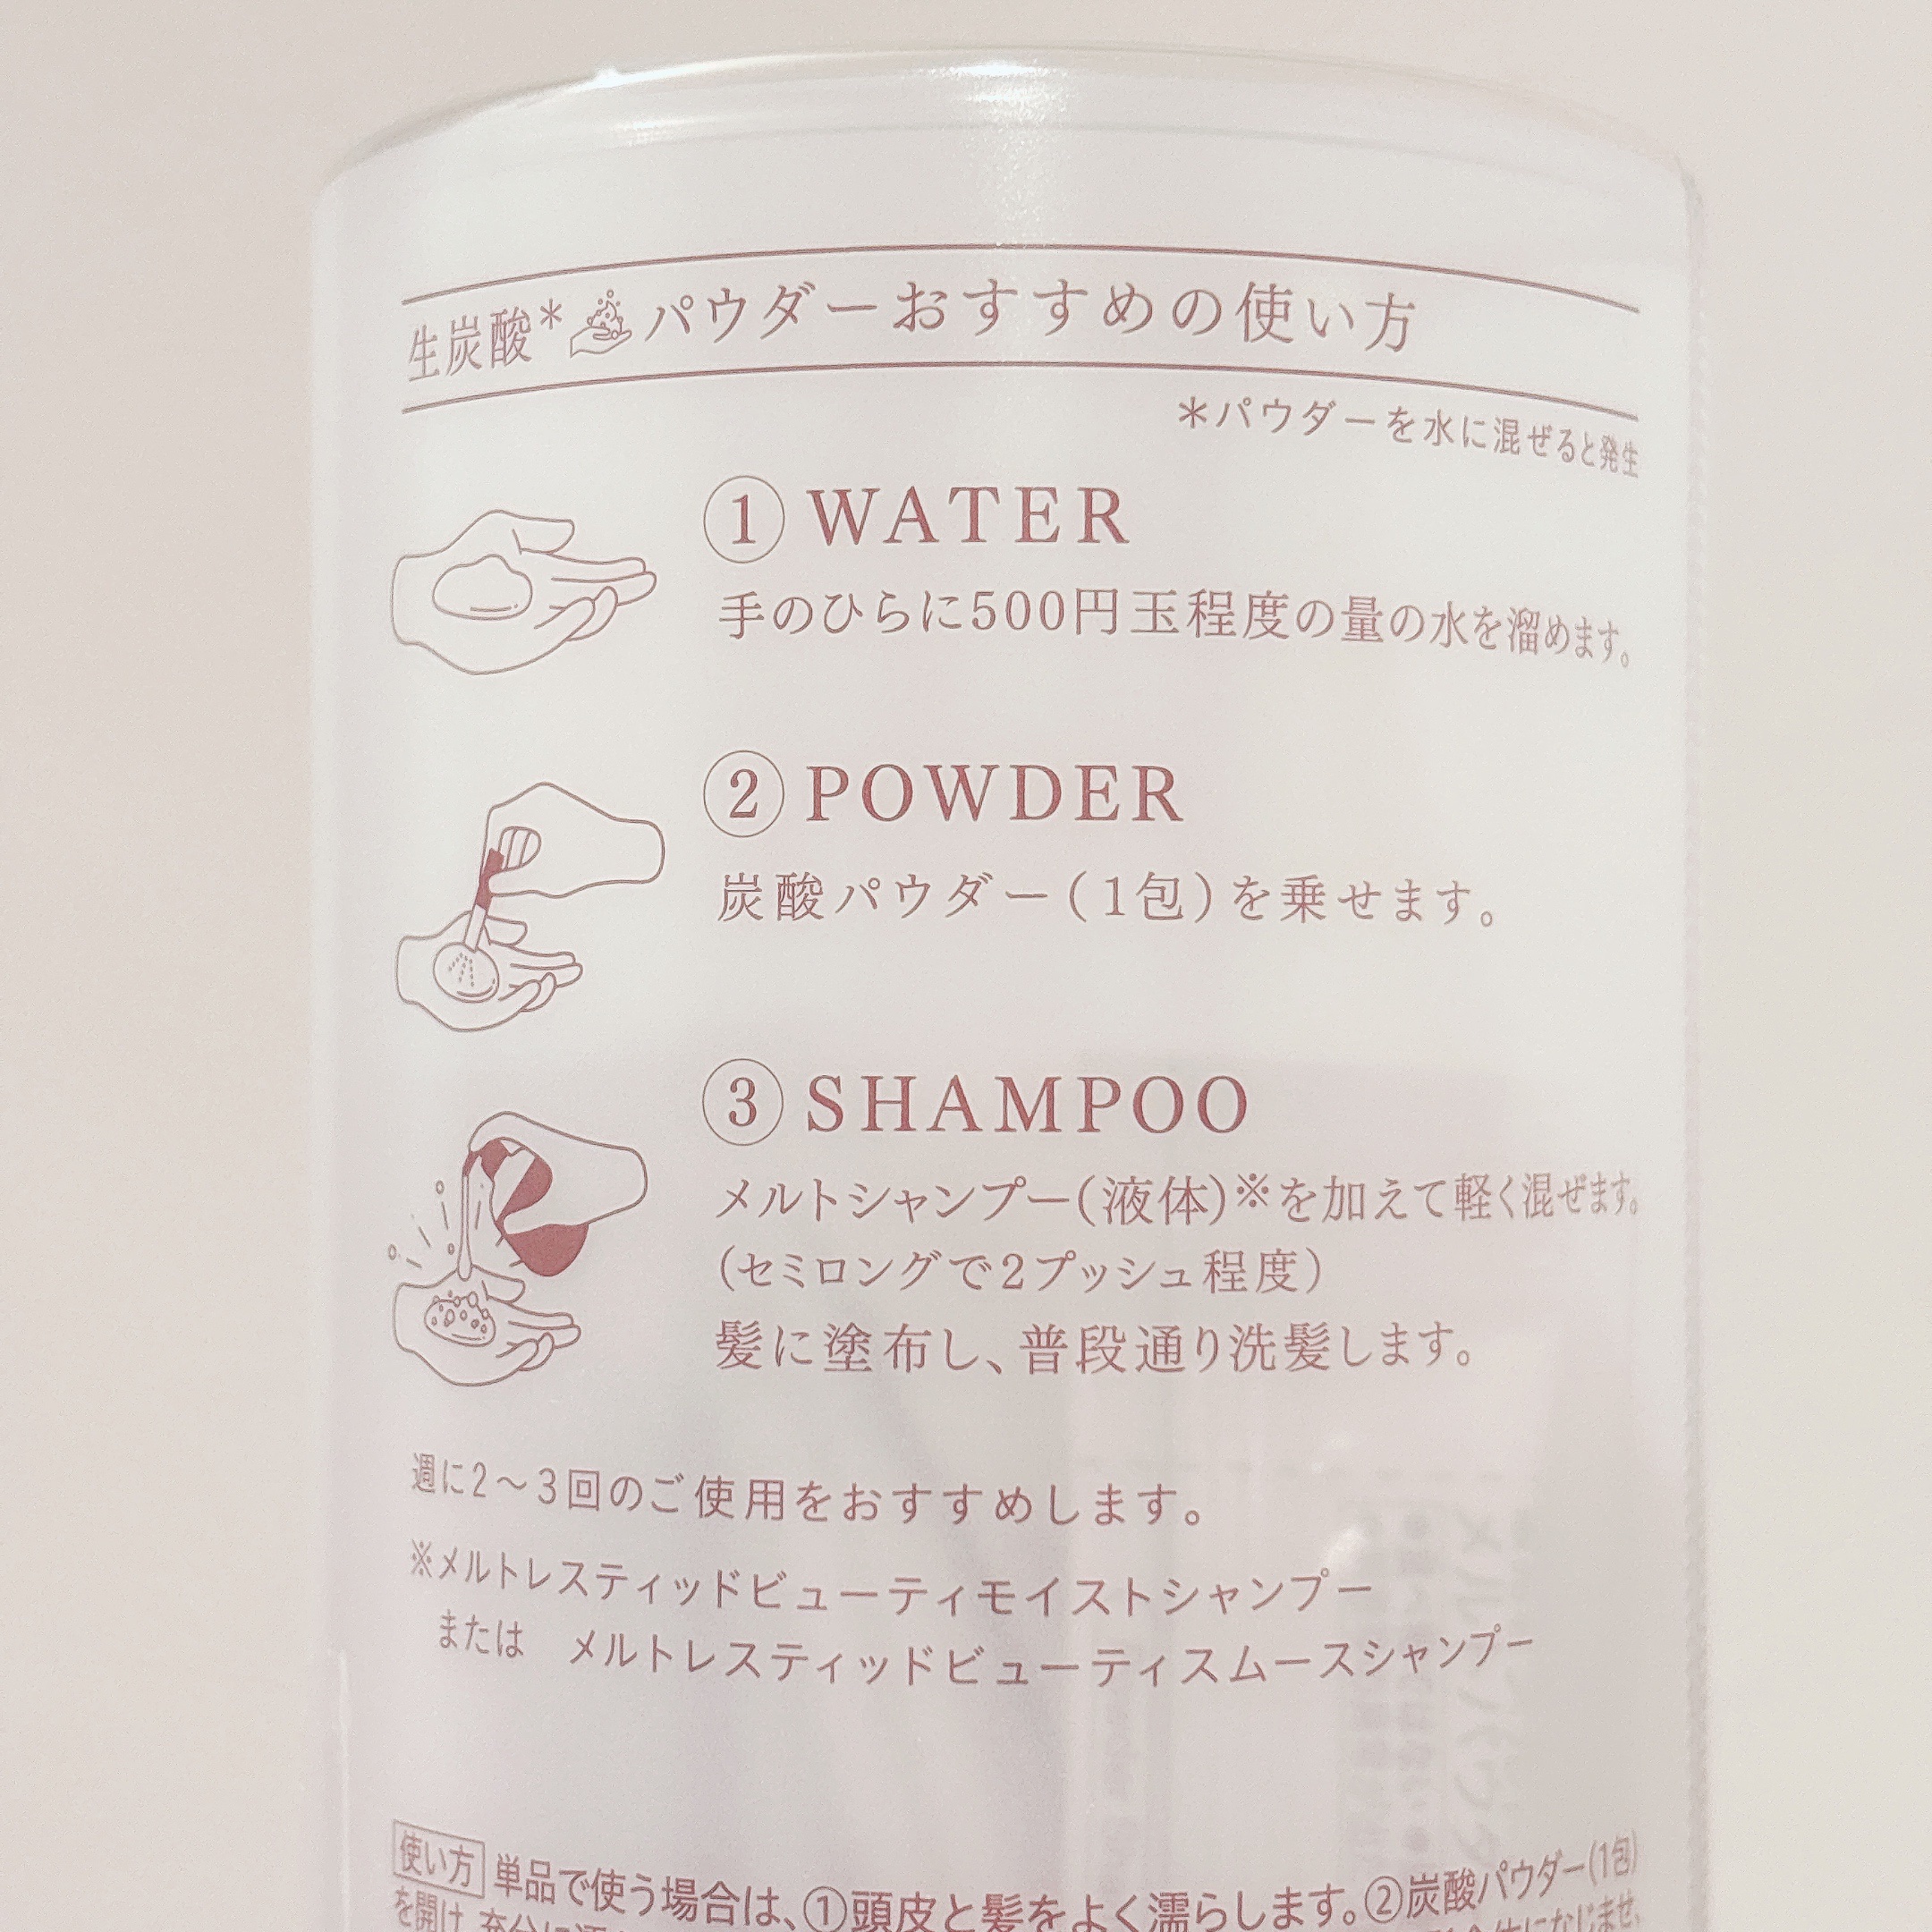 生炭酸*パウダーおすすめの使い方
*パウダーを水に混ぜると発生
① WATER
手のひらに500円玉程度の量の水を溜めます。
② POWDER
炭酸パウダー(1包)を乗せます。
③ SHAMPOO
メルトシャンプー(液体)※を加えて軽く混ぜます。
(セミロングで2プッシュ程度)
髪に塗布し、普段通り洗髪します。
週に2〜3回のご使用をおすすめします。
※メルトレスティッドビューティモイストシャンプー
または メルトレスティッドビューティスムースシャンプー
使い方 単品で使う場合は、①頭皮と髪をよく濡らします。②炭酸パウダー(1包)
を開け、